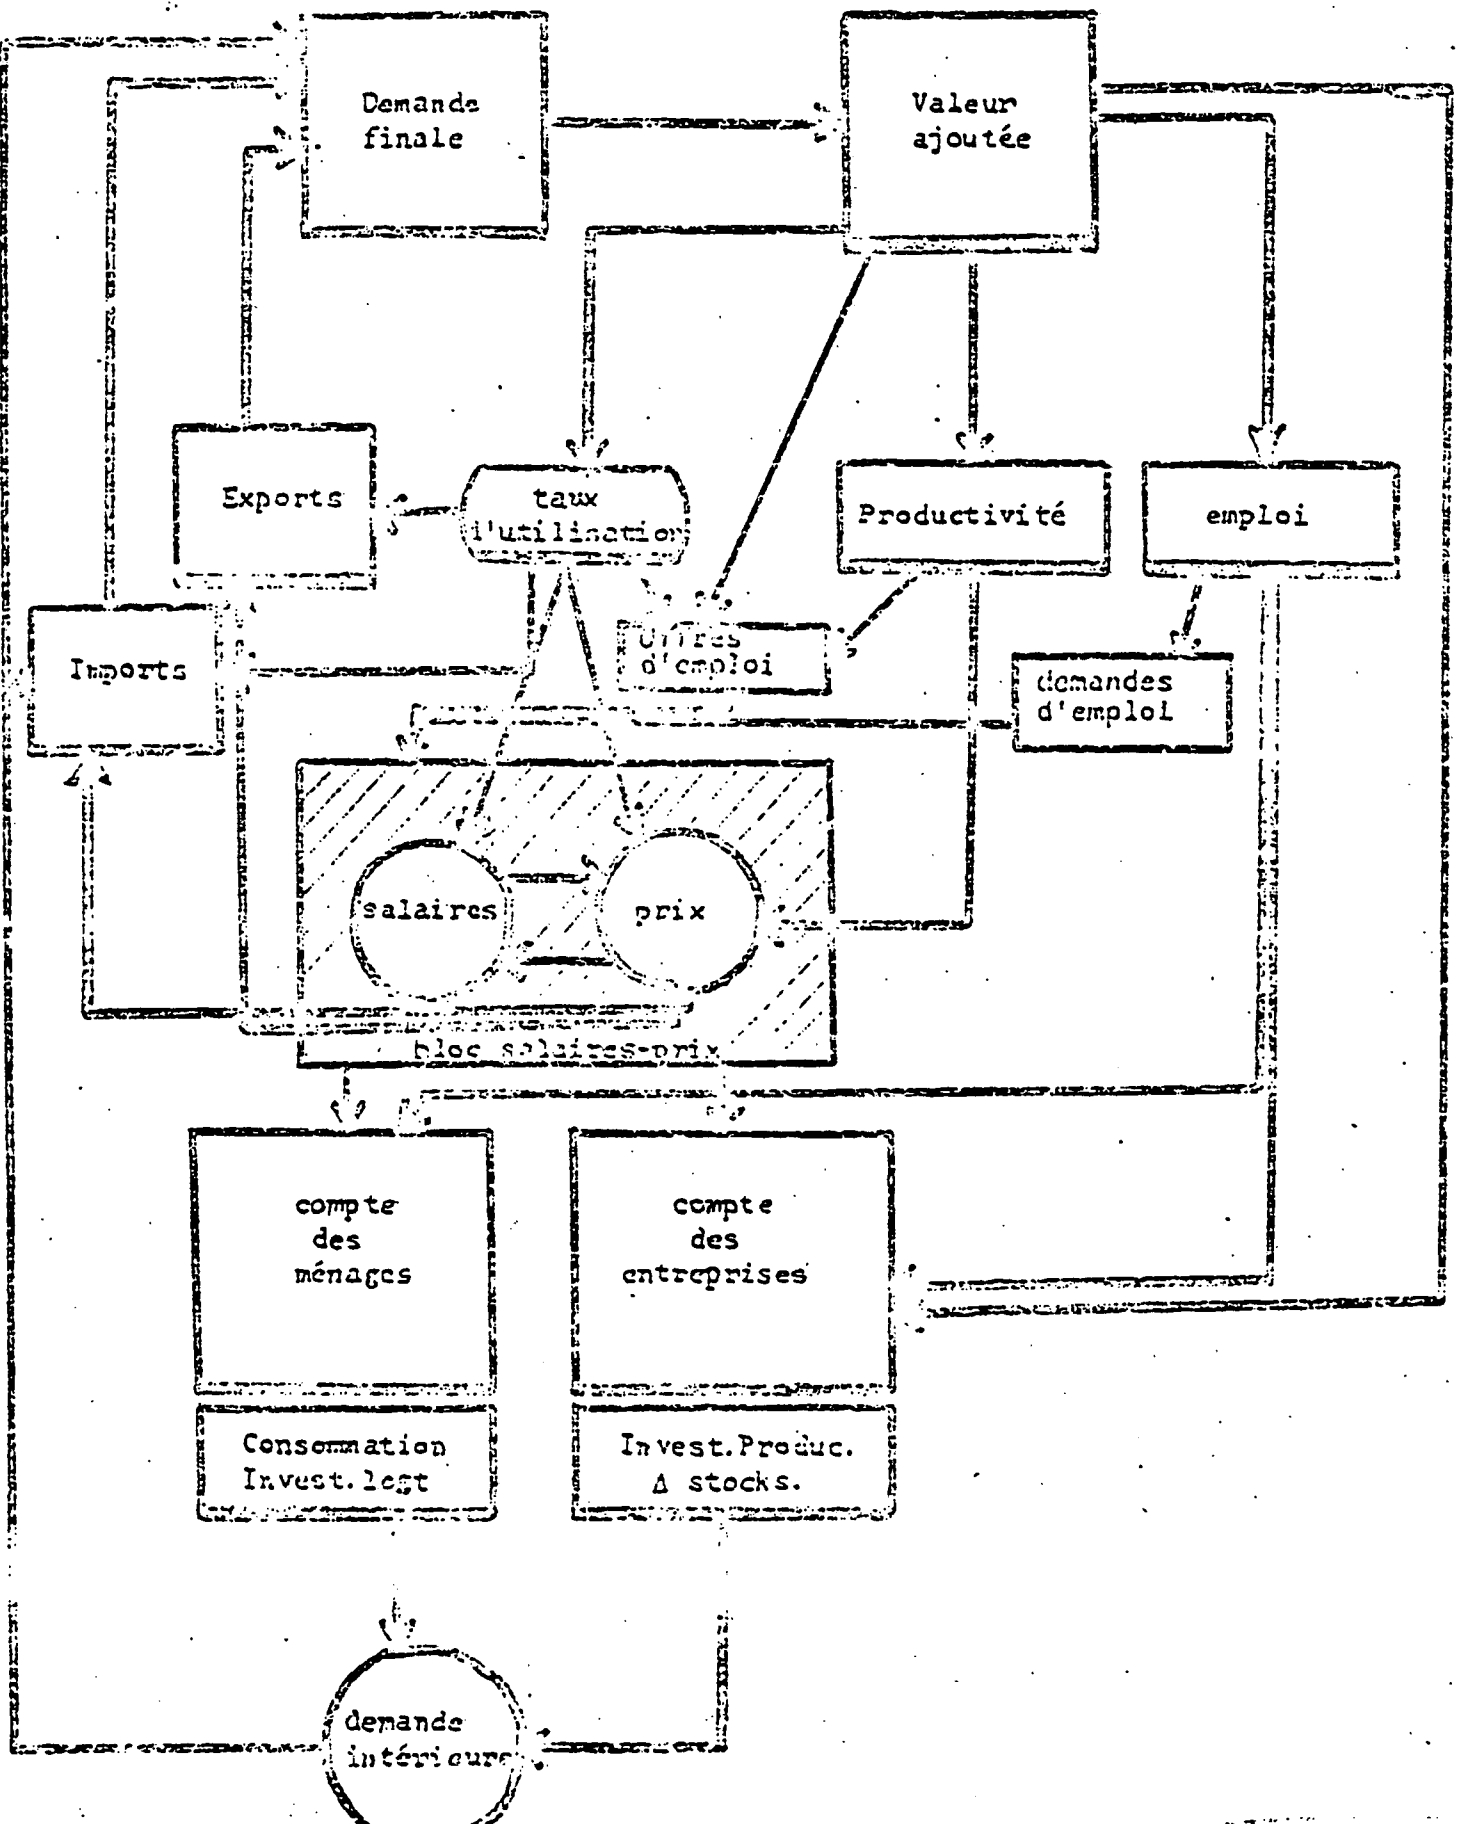 Demande
finale
Valeur
ajoutée
Exports
taux
d'utilisation
Productivité
emploi
Offres
d'emploi
Imports
demandes
d'emploi
salaires
prix
bloc salaires-prix
compte
des
ménages
compte
des
entreprises
Consommation
Invest.logt
Invest.Produc.
Δ stocks.
demande
intérieure